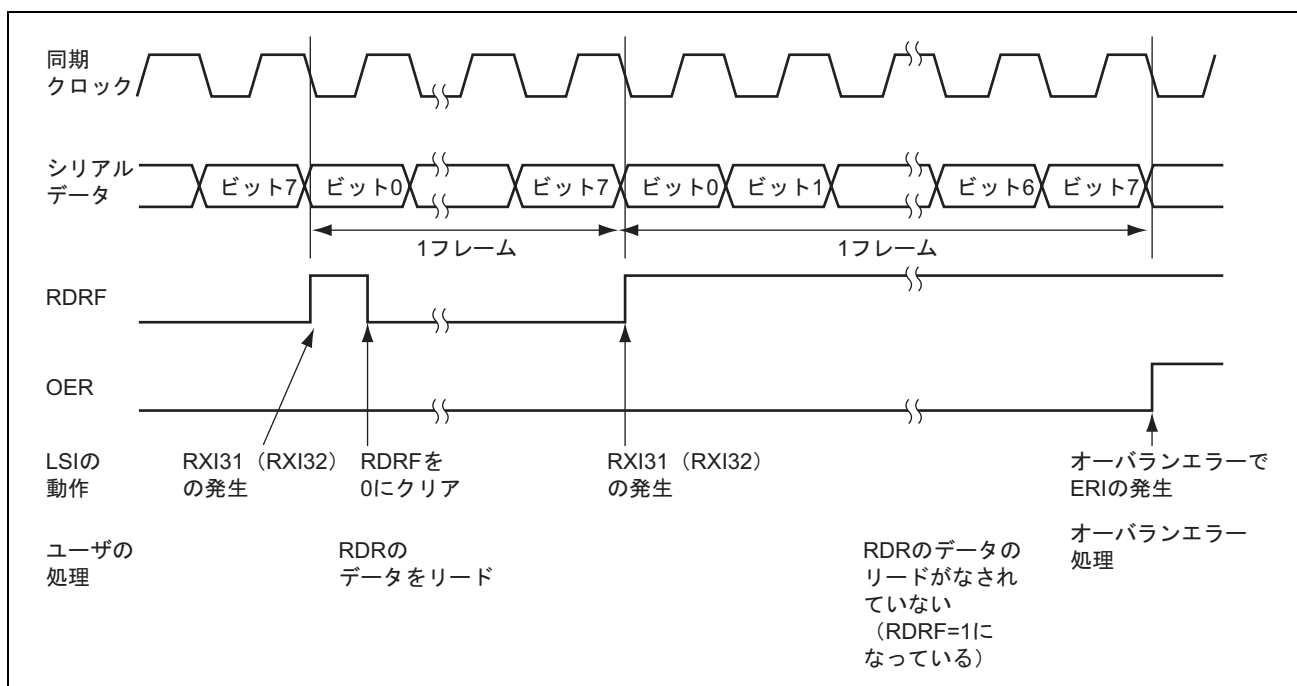 同期
クロック
シリアル
データ
ビット7
ビット0
ビット7
ビット0
ビット1
ビット6
ビット7
1フレーム
1フレーム
RDRF
OER
LSIの
動作
RXI31（RXI32）
の発生
RDRFを
0にクリア
RXI31（RXI32）
の発生
オーバランエラーで
ERIの発生
ユーザの
処理
RDRの
データをリード
RDRのデータの
リードがなされ
ていない
（RDRF=1に
なっている）
オーバランエラー
処理